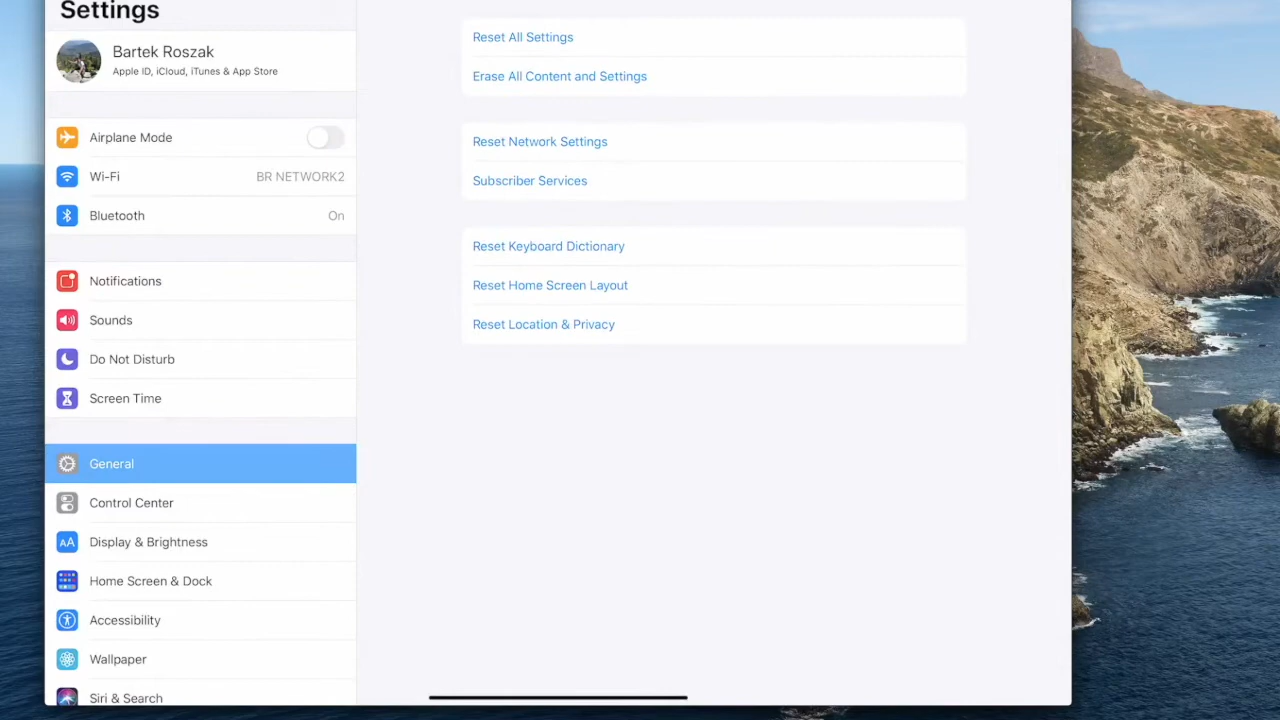 Settings
Bartek Roszak
Apple ID, iCloud, iTunes & App Store
Airplane Mode
Wi-Fi BR NETWORK2
Bluetooth On
Notifications
Sounds
Do Not Disturb
Screen Time
General
Control Center
AA Display & Brightness
Home Screen & Dock
Accessibility
Wallpaper
Siri & Search
Reset All Settings
Erase All Content and Settings
Reset Network Settings
Subscriber Services
Reset Keyboard Dictionary
Reset Home Screen Layout
Reset Location & Privacy